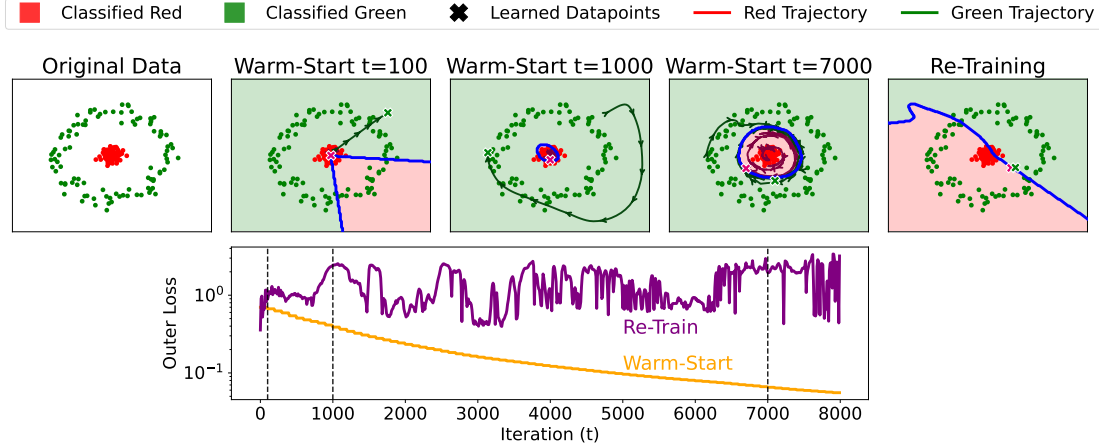 Classified Red Classified Green Learned Datapoints Red Trajectory Green Trajectory
Original Data Warm-Start t=100 Warm-Start t=1000 Warm-Start t=7000 Re-Training
Outer Loss
10⁰
10⁻¹
Re-Train
Warm-Start
0 1000 2000 3000 4000 5000 6000 7000 8000
Iteration (t)